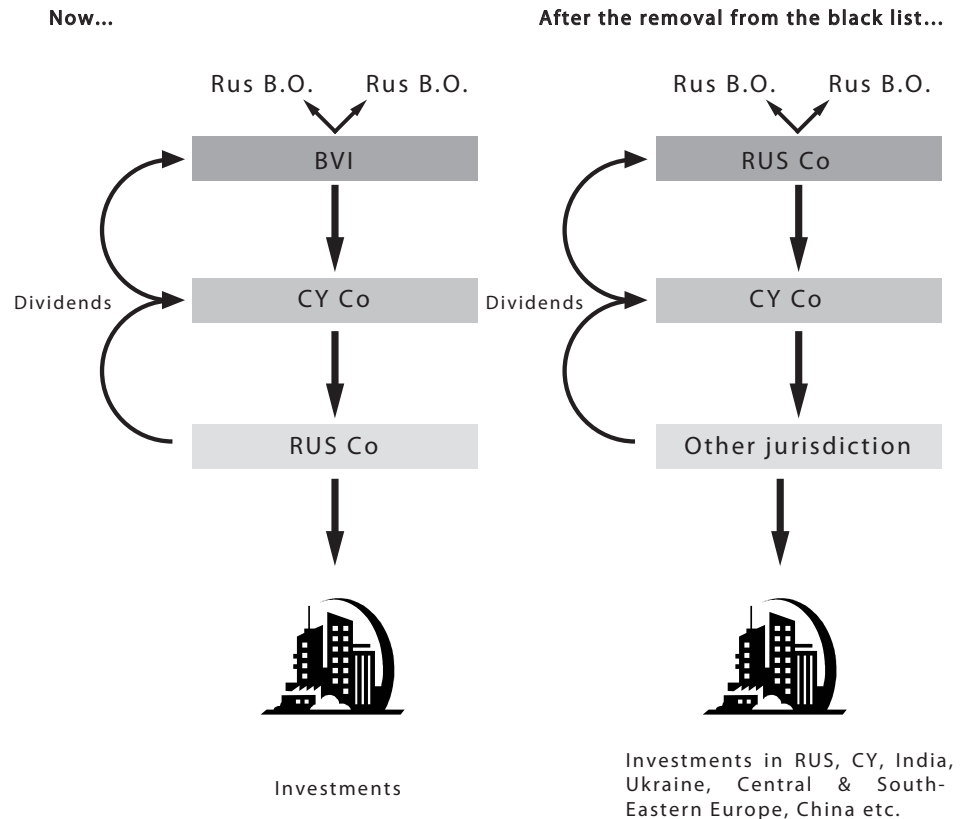 Now...
Rus B.O.
Rus B.O.
BVI
Dividends
CY Co
RUS Co
Investments
After the removal from the black list...
Rus B.O.
Rus B.O.
RUS Co
Dividends
CY Co
Other jurisdiction
Investments in RUS, CY, India,
Ukraine, Central & South-
Eastern Europe, China etc.